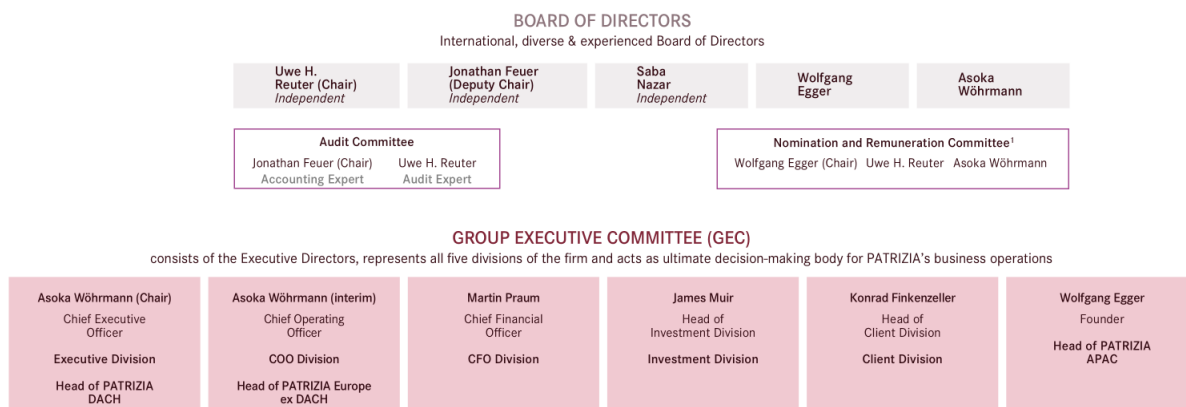 BOARD OF DIRECTORS
International, diverse & experienced Board of Directors
Uwe H.
Reuter (Chair)
Independent
Jonathan Feuer
(Deputy Chair)
Independent
Saba
Nazar
Independent
Wolfgang
Egger
Asoka
Wöhrmann
Audit Committee
Jonathan Feuer (Chair)
Accounting Expert
Uwe H. Reuter
Audit Expert
Nomination and Remuneration Committee¹
Wolfgang Egger (Chair) Uwe H. Reuter Asoka Wöhrmann
GROUP EXECUTIVE COMMITTEE (GEC)
consists of the Executive Directors, represents all five divisions of the firm and acts as ultimate decision-making body for PATRIZIA's business operations
Asoka Wöhrmann (Chair)
Chief Executive
Officer
Executive Division
Head of PATRIZIA
DACH
Asoka Wöhrmann (interim)
Chief Operating
Officer
COO Division
Head of PATRIZIA Europe
ex DACH
Martin Praum
Chief Financial
Officer
CFO Division
James Muir
Head of
Investment Division
Investment Division
Konrad Finkenzeller
Head of
Client Division
Client Division
Wolfgang Egger
Founder
Head of PATRIZIA
APAC